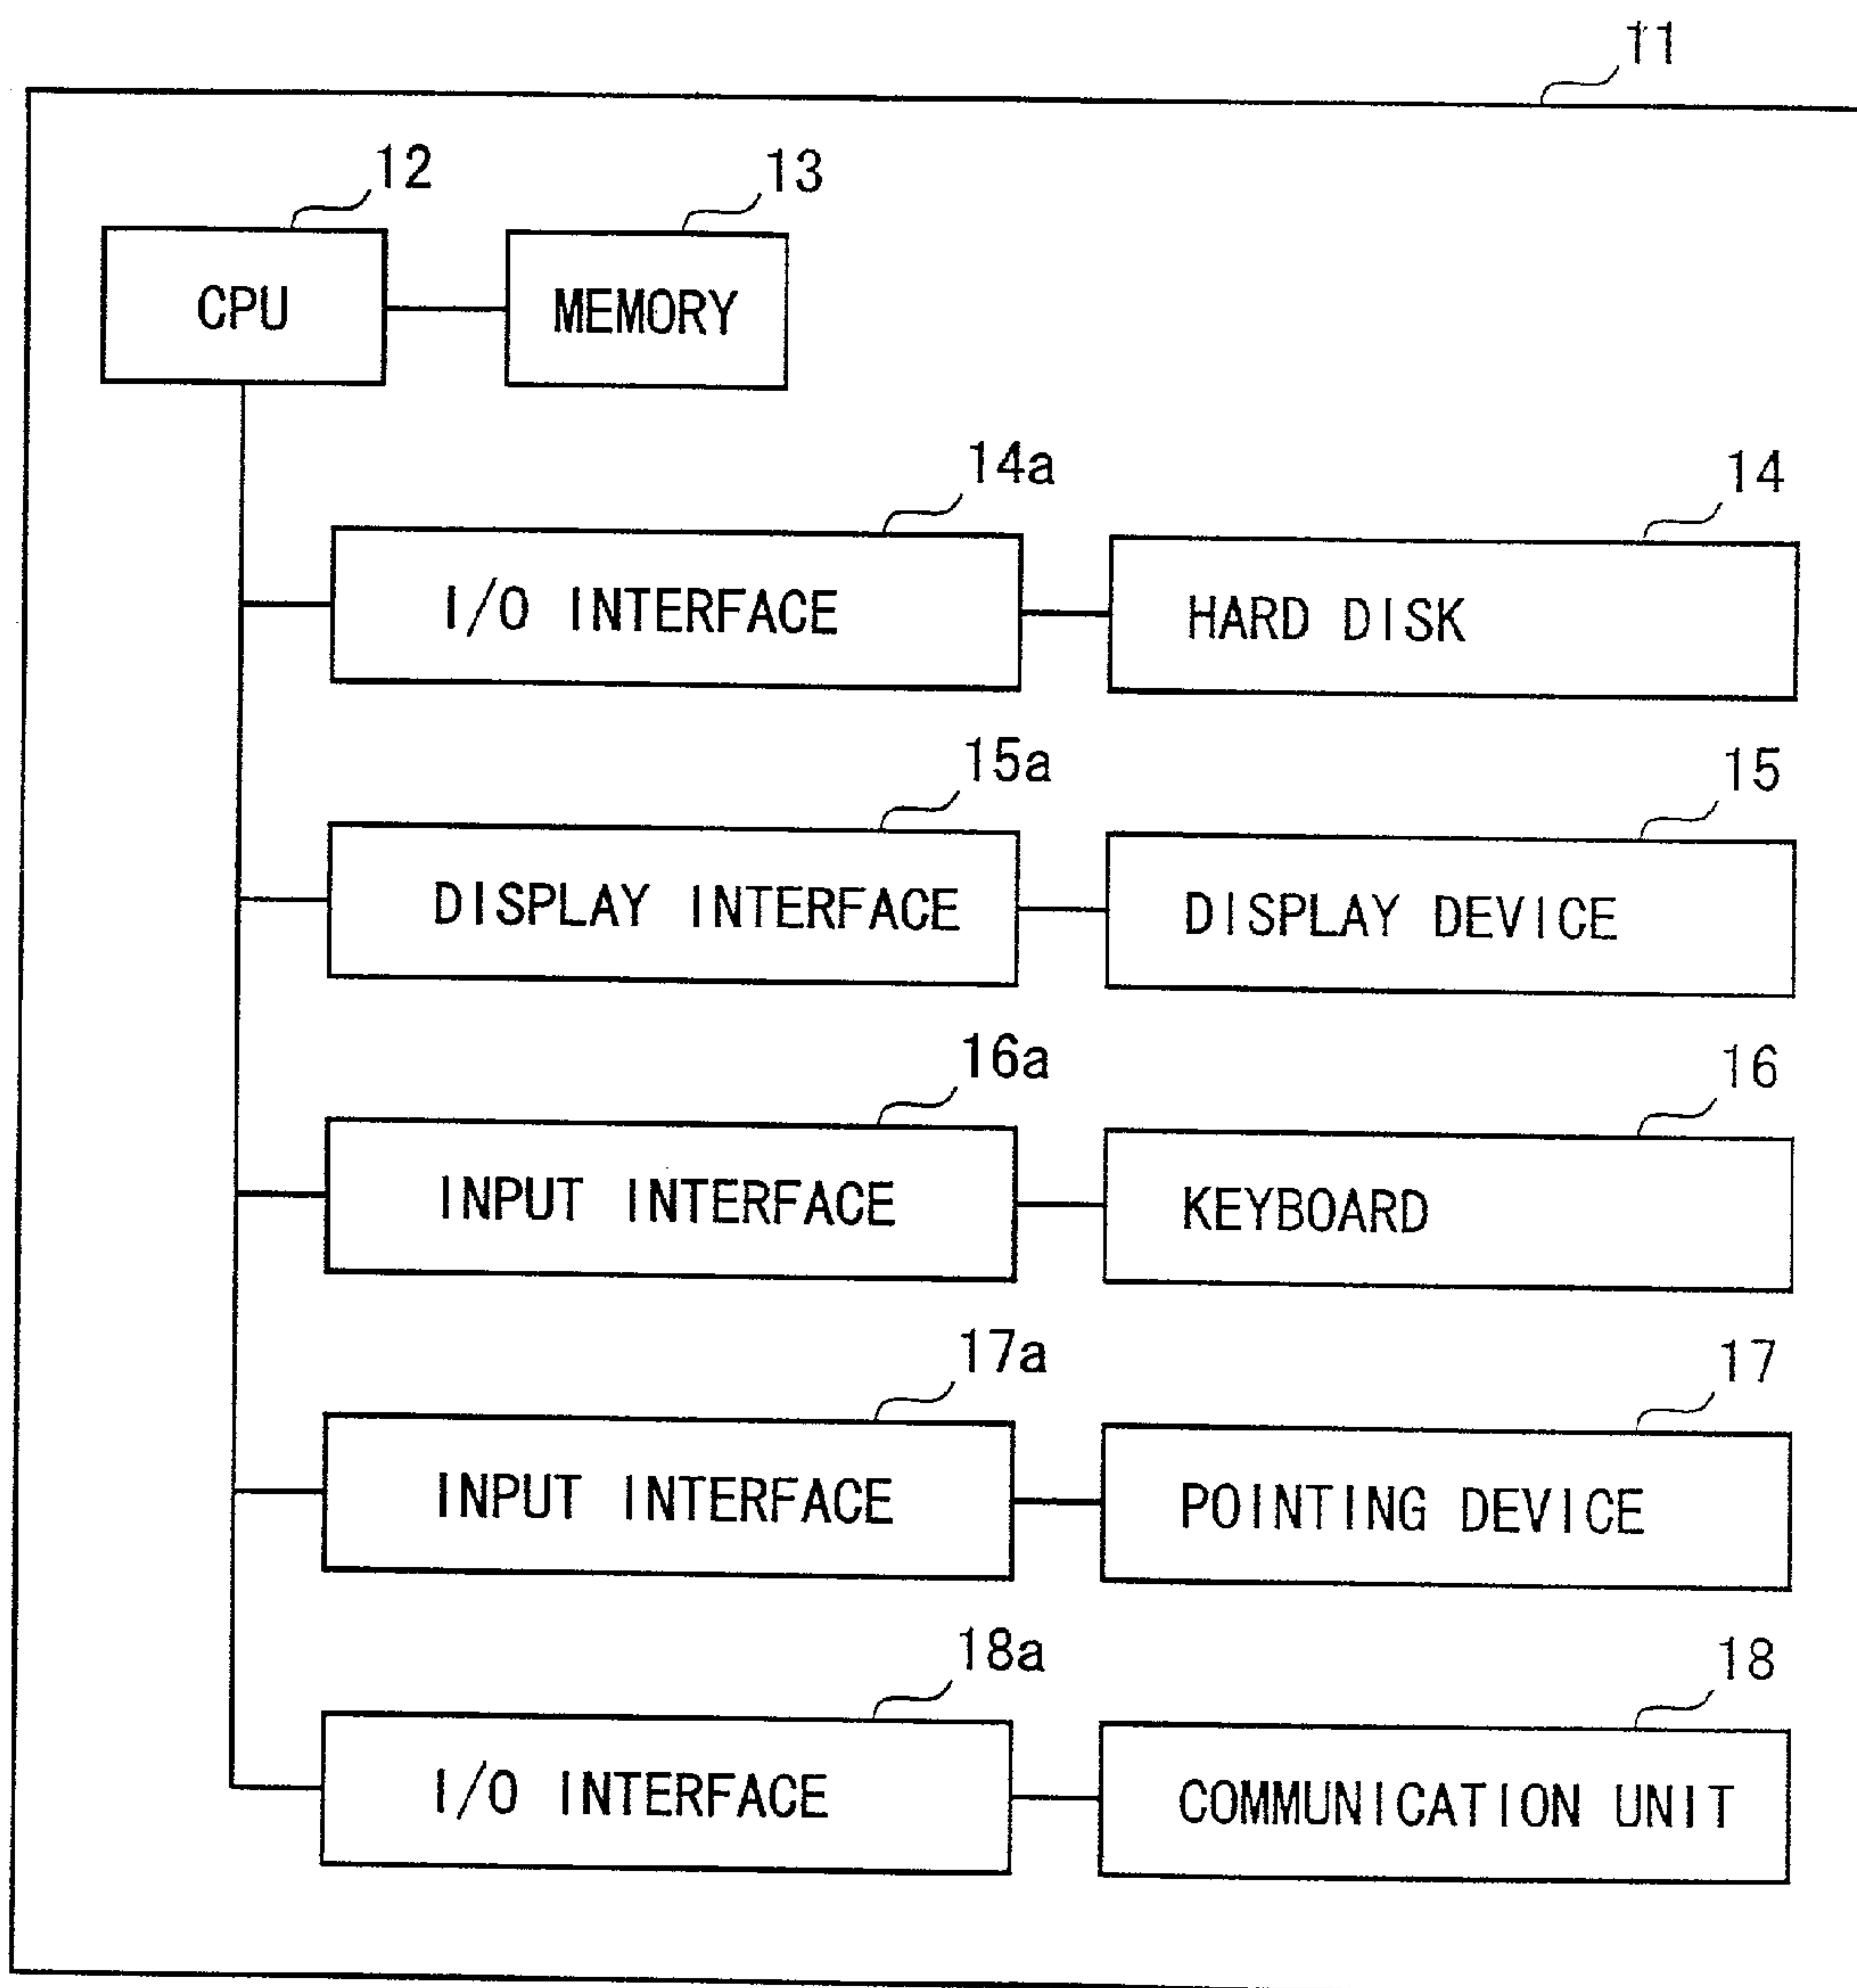 11
12
13
CPU
MEMORY
14a
14
I/O INTERFACE
HARD DISK
15a
15
DISPLAY INTERFACE
DISPLAY DEVICE
16a
16
INPUT INTERFACE
KEYBOARD
17a
17
INPUT INTERFACE
POINTING DEVICE
18a
18
I/O INTERFACE
COMMUNICATION UNIT